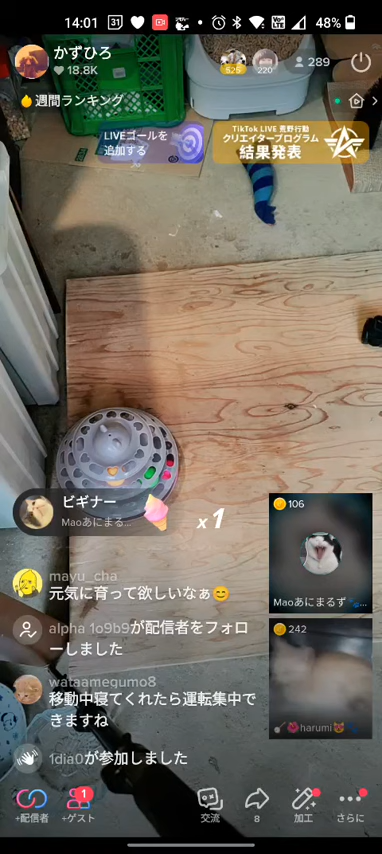 14:01
31
48%
かずひろ
18.8K
525
220
289
週間ランキング
LIVEゴールを
追加する
TikTok LIVE 荒野行動
クリエイタープログラム
結果発表
ビギナー
Maoあにまる...
x1
106
Maoあにまるず🐾...
mayu_cha
元気に育って欲しいなぁ😊
alpha 1o9b9が配信者をフォロ
ーしました
242
harumi
wataamegumo8
移動中寝てくれたら運転集中で
きますね
1dia0が参加しました
+配信者
1
+ゲスト
交流
8
加工
さらに